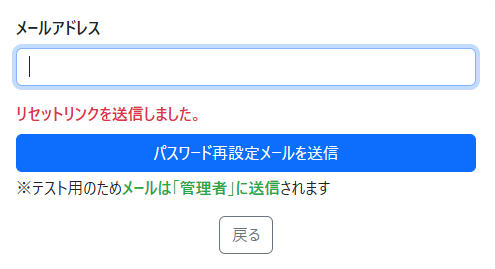 メールアドレス
リセットリンクを送信しました。
パスワード再設定メールを送信
※テスト用のためメールは「管理者」に送信されます
戻る